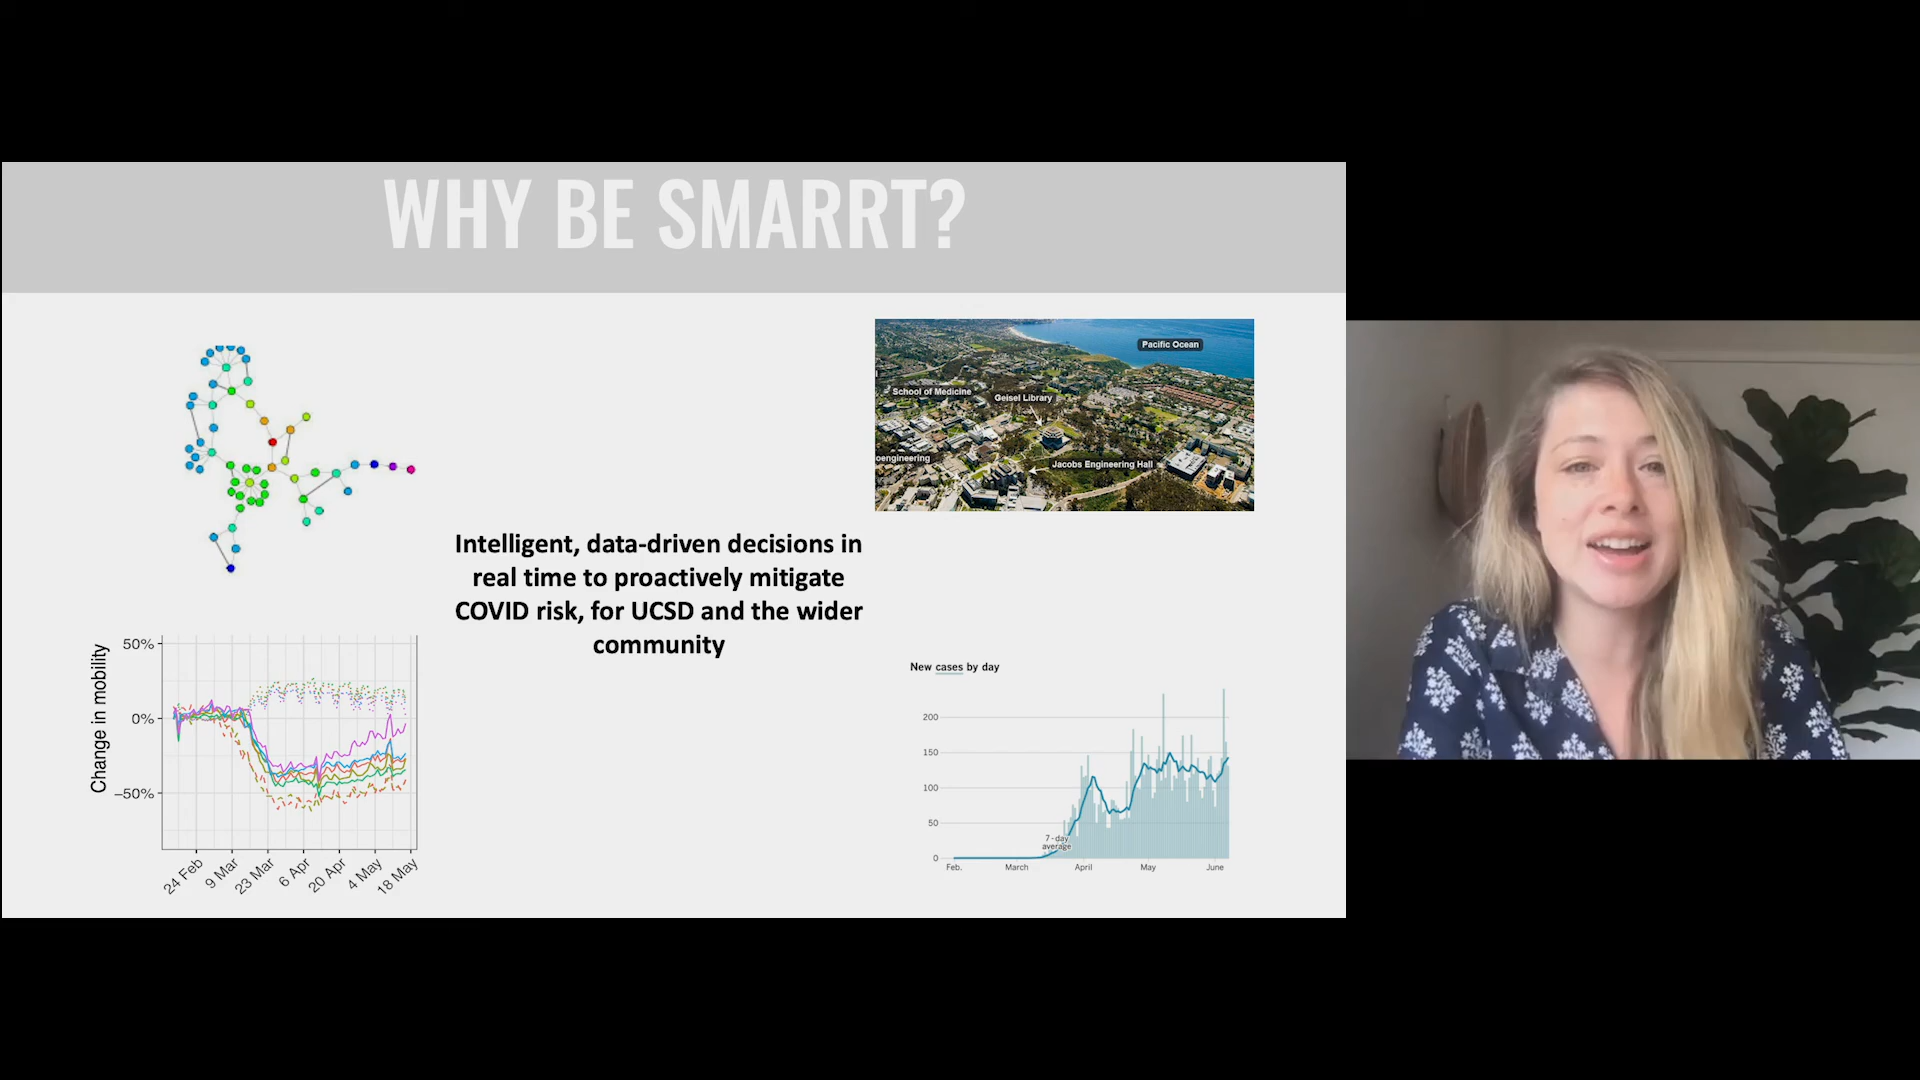 WHY BE SMARRT?
Pacific Ocean
School of Medicine
Geisel Library
oengineering
Jacobs Engineering Hall
Intelligent, data-driven decisions in
real time to proactively mitigate
COVID risk, for UCSD and the wider
community
Change in mobility
50%
0%
–50%
24 Feb
9 Mar
23 Mar
6 Apr
20 Apr
4 May
18 May
New cases by day
200
150
100
50
0
7-day
average
Feb.
March
April
May
June